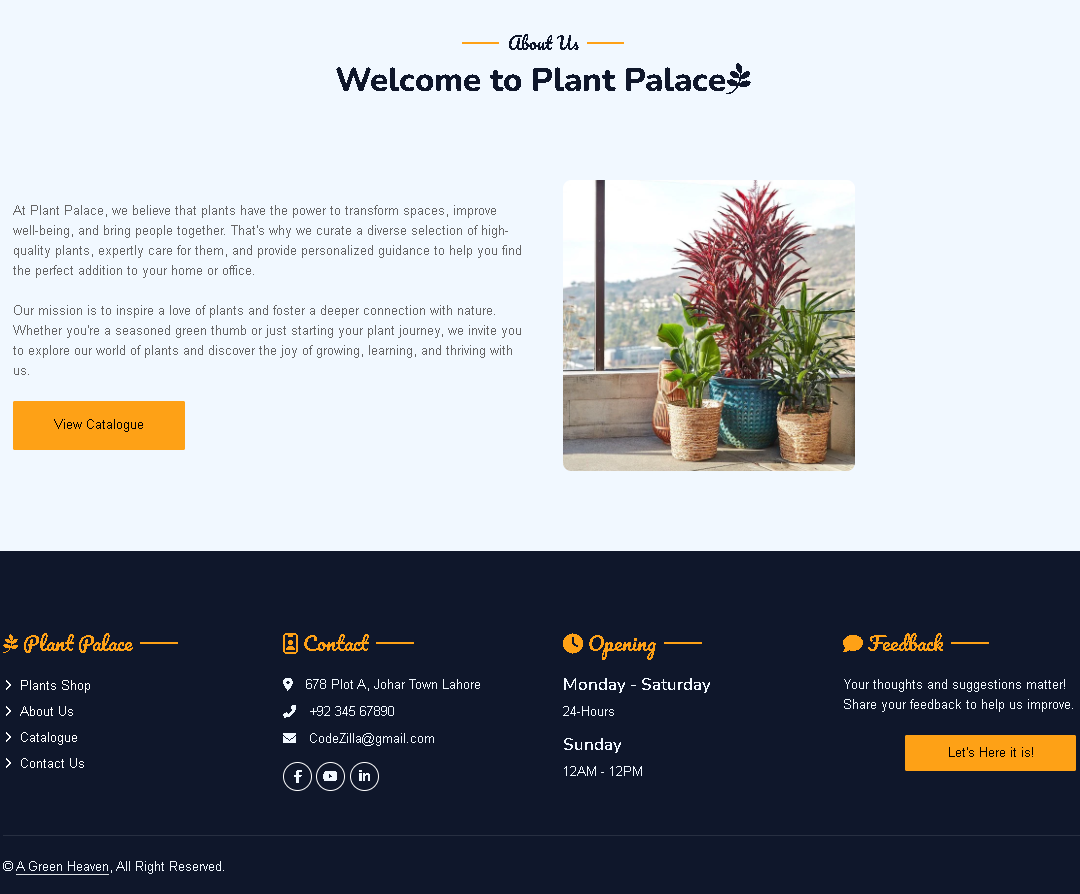 About Us
Welcome to Plant Palace
At Plant Palace, we believe that plants have the power to transform spaces, improve
well-being, and bring people together. That's why we curate a diverse selection of high-
quality plants, expertly care for them, and provide personalized guidance to help you find
the perfect addition to your home or office.
Our mission is to inspire a love of plants and foster a deeper connection with nature.
Whether you're a seasoned green thumb or just starting your plant journey, we invite you
to explore our world of plants and discover the joy of growing, learning, and thriving with
us.
View Catalogue
Plant Palace
Plants Shop
About Us
Catalogue
Contact Us
Contact
678 Plot A, Johar Town Lahore
+92 345 67890
CodeZilla@gmail.com
Opening
Monday - Saturday
24-Hours
Sunday
12AM - 12PM
Feedback
Your thoughts and suggestions matter!
Share your feedback to help us improve.
Let's Here it is!
© A Green Heaven, All Right Reserved.